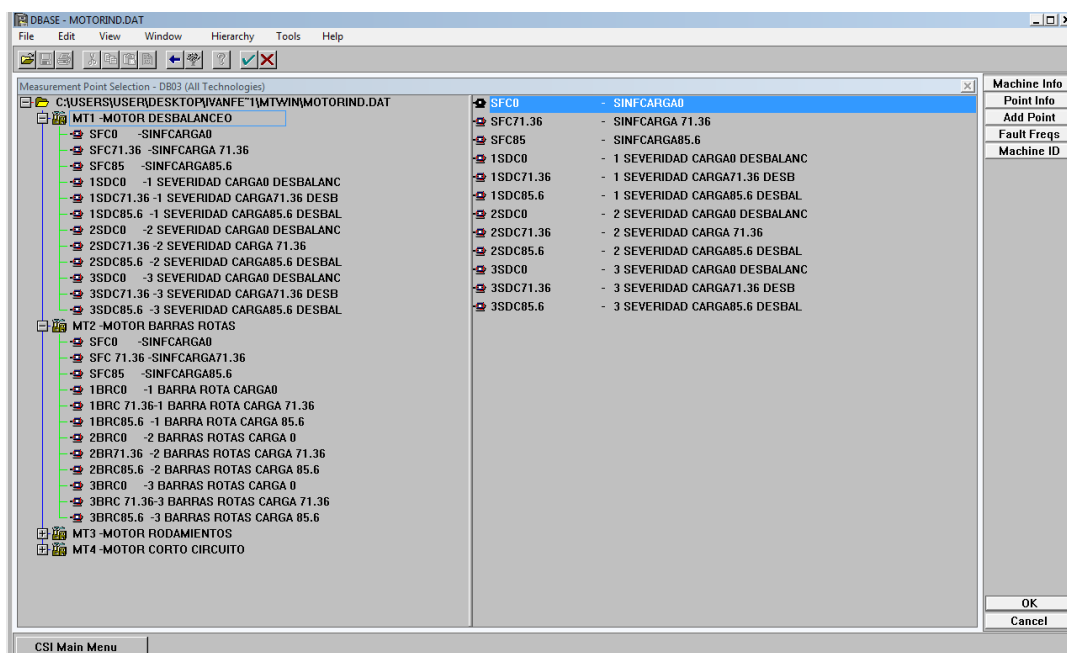 DBASE - MOTORIND.DAT
File Edit View Window Hierarchy Tools Help
Measurement Point Selection - DB03 (All Technologies)
C:\USERS\USER\DESKTOP\IVANFE~1\MTWIN\MOTORIND.DAT
MT1 -MOTOR DESBALANCEO
SFC0 -SINFCARGA0
SFC71.36 -SINFCARGA 71.36
SFC85 -SINFCARGA85.6
1SDC0 -1 SEVERIDAD CARGA0 DESBALANC
1SDC71.36 -1 SEVERIDAD CARGA71.36 DESB
1SDC85.6 -1 SEVERIDAD CARGA85.6 DESBAL
2SDC0 -2 SEVERIDAD CARGA0 DESBALANC
2SDC71.36 -2 SEVERIDAD CARGA 71.36
2SDC85.6 -2 SEVERIDAD CARGA85.6 DESBAL
3SDC0 -3 SEVERIDAD CARGA0 DESBALANC
3SDC71.36 -3 SEVERIDAD CARGA71.36 DESB
3SDC85.6 -3 SEVERIDAD CARGA85.6 DESBAL
MT2 -MOTOR BARRAS ROTAS
SFC0 -SINFCARGA0
SFC 71.36 -SINFCARGA71.36
SFC85 -SINFCARGA85.6
1BRC0 -1 BARRA ROTA CARGA0
1BRC 71.36-1 BARRA ROTA CARGA 71.36
1BRC85.6 -1 BARRA ROTA CARGA 85.6
2BRC0 -2 BARRAS ROTAS CARGA 0
2BR71.36 -2 BARRAS ROTAS CARGA 71.36
2BRC85.6 -2 BARRAS ROTAS CARGA 85.6
3BRC0 -3 BARRAS ROTAS CARGA 0
3BRC 71.36-3 BARRAS ROTAS CARGA 71.36
3BRC85.6 -3 BARRAS ROTAS CARGA 85.6
MT3 -MOTOR RODAMIENTOS
MT4 -MOTOR CORTO CIRCUITO
SFC0 - SINFCARGA0
SFC71.36 - SINFCARGA 71.36
SFC85 - SINFCARGA85.6
1SDC0 - 1 SEVERIDAD CARGA0 DESBALANC
1SDC71.36 - 1 SEVERIDAD CARGA71.36 DESB
1SDC85.6 - 1 SEVERIDAD CARGA85.6 DESBAL
2SDC0 - 2 SEVERIDAD CARGA0 DESBALANC
2SDC71.36 - 2 SEVERIDAD CARGA 71.36
2SDC85.6 - 2 SEVERIDAD CARGA85.6 DESBAL
3SDC0 - 3 SEVERIDAD CARGA0 DESBALANC
3SDC71.36 - 3 SEVERIDAD CARGA71.36 DESB
3SDC85.6 - 3 SEVERIDAD CARGA85.6 DESBAL
Machine Info
Point Info
Add Point
Fault Freqs
Machine ID
OK
Cancel
CSI Main Menu